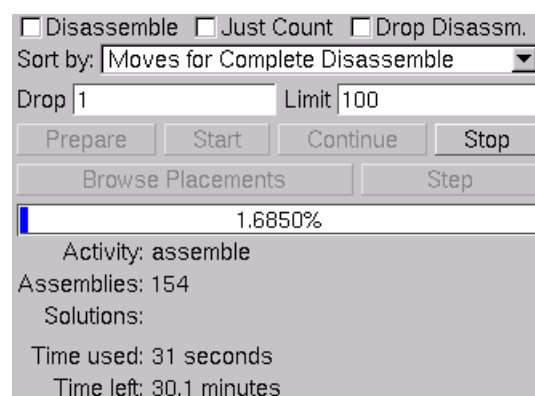 Disassemble Just Count Drop Disassm.
Sort by: Moves for Complete Disassemble
Drop 1 Limit 100
Prepare Start Continue Stop
Browse Placements Step
1.6850%
Activity: assemble
Assemblies: 154
Solutions:
Time used: 31 seconds
Time left: 30.1 minutes